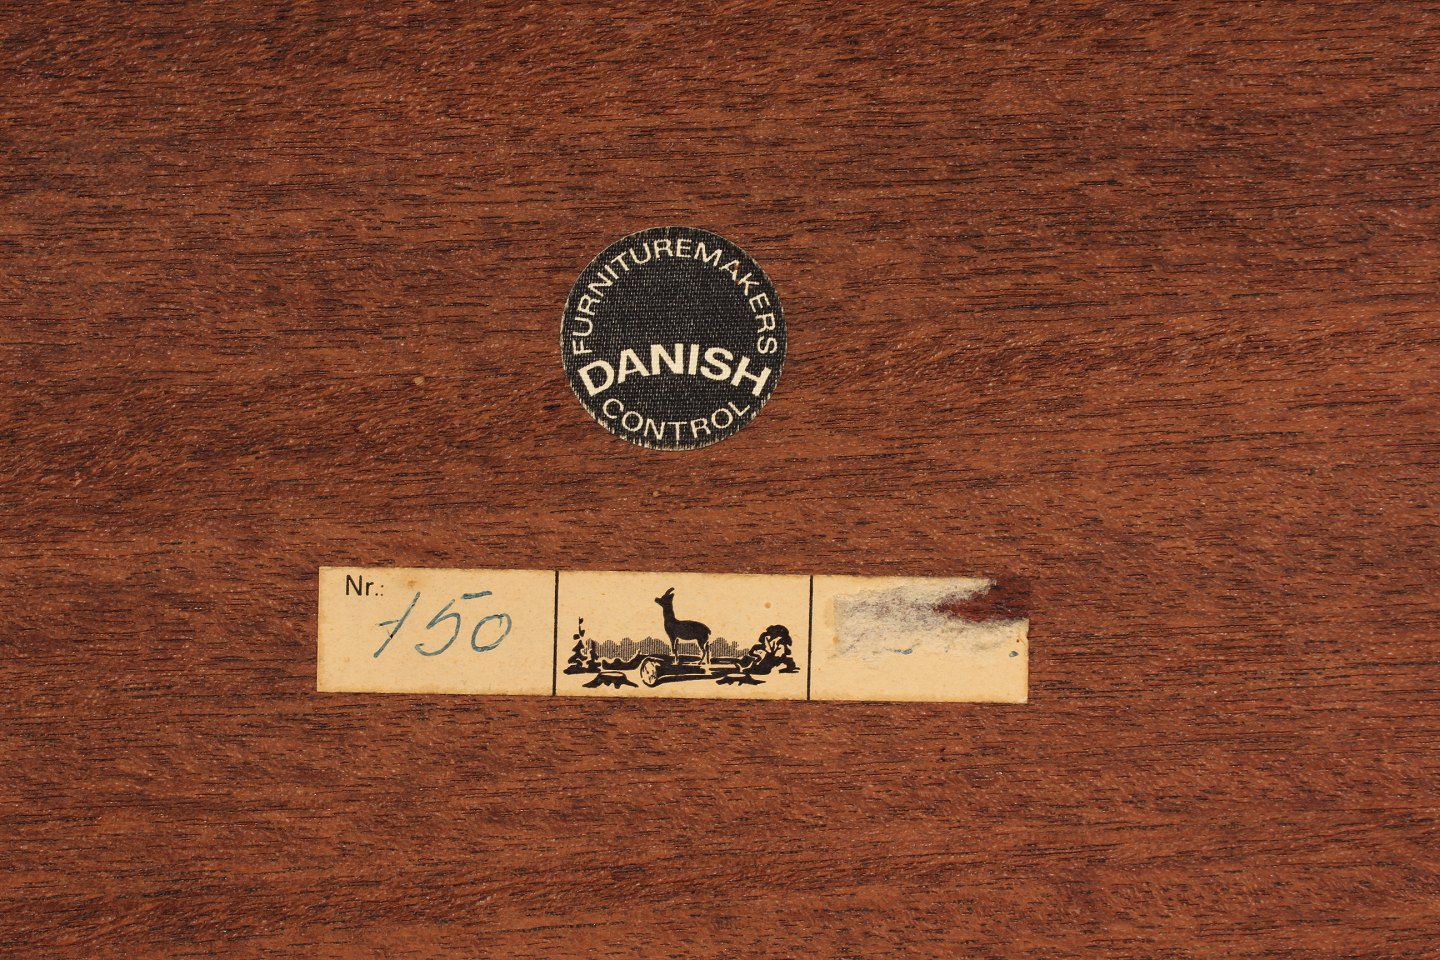 FURNITUREMAKERS
DANISH
CONTROL
Nr.: 150